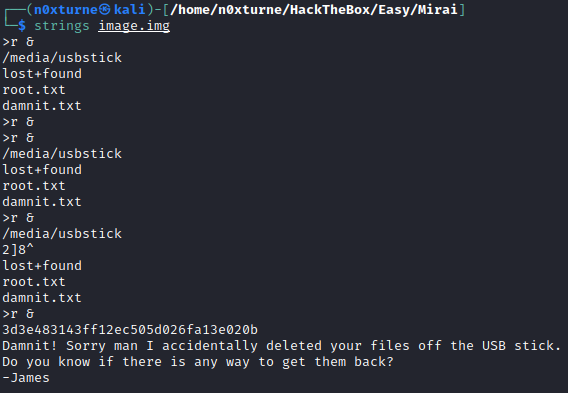 ┌──(n0xturne㉿kali)-[/home/n0xturne/HackTheBox/Easy/Mirai]
└─$ strings image.img
>r &
/media/usbstick
lost+found
root.txt
damnit.txt
>r &
>r &
/media/usbstick
lost+found
root.txt
damnit.txt
>r &
/media/usbstick
2]8^
lost+found
root.txt
damnit.txt
>r &
3d3e483143ff12ec505d026fa13e020b
Damnit! Sorry man I accidentally deleted your files off the USB stick.
Do you know if there is any way to get them back?
-James